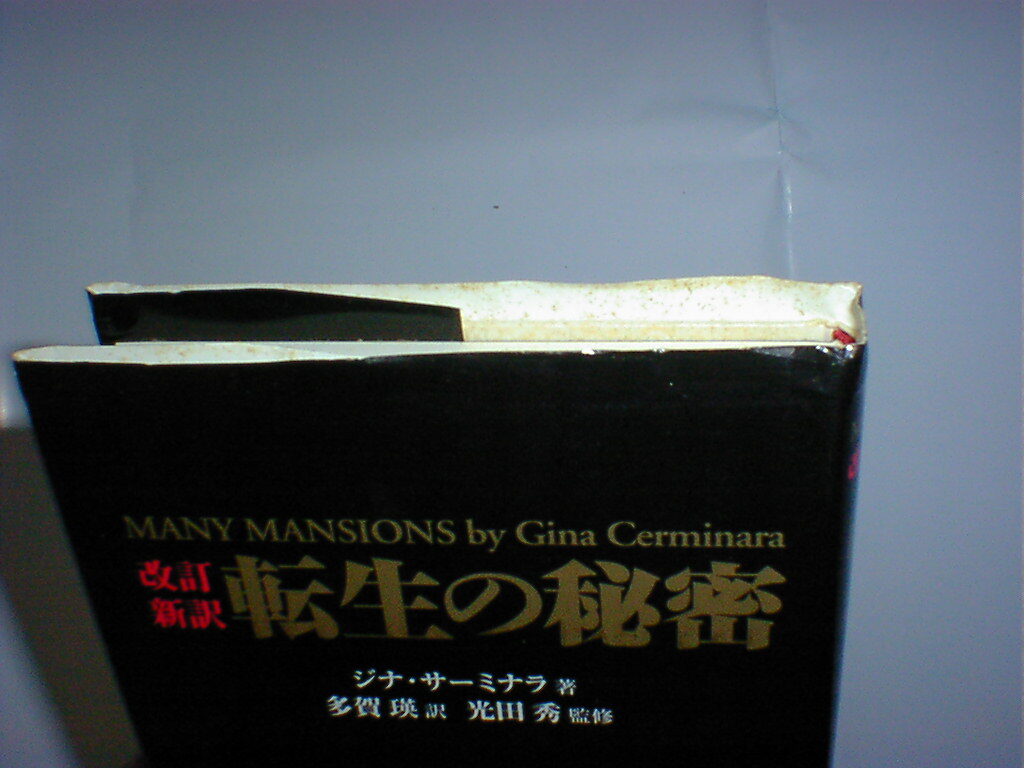 MANY MANSIONS by Gina Cerminara
改訂
新訳
転生の秘密
ジナ・サーミナラ 著
多賀 瑛 訳 光田 秀 監修